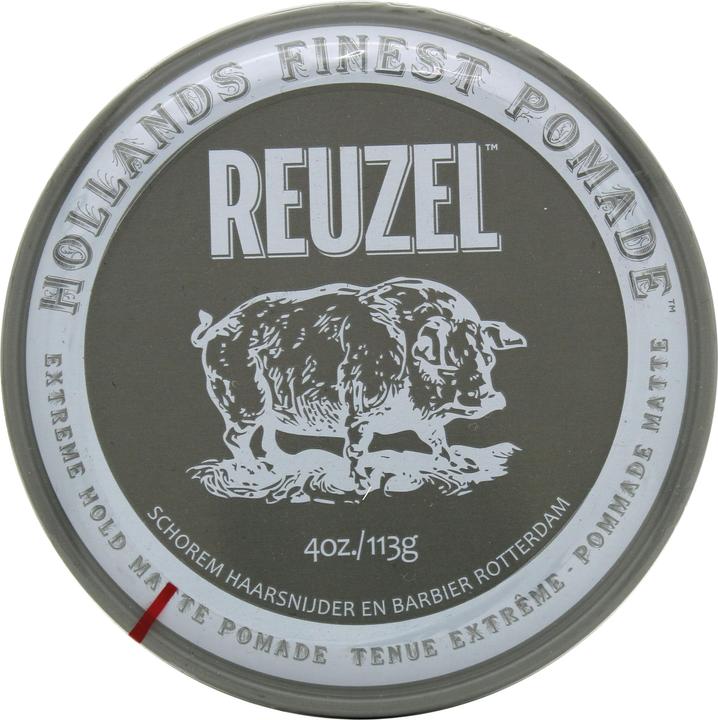 HOLLANDS FINEST POMADE™
REUZEL™
4oz./113g
SCHOREM HAARSNIJDER EN BARBIER ROTTERDAM
EXTREME HOLD MATTE POMADE TENUE EXTRÊME - POMMADE MATTE